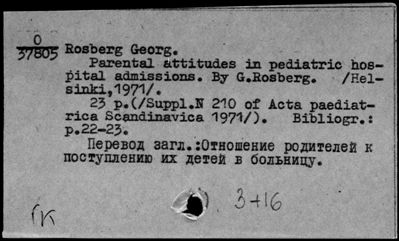 0
37805
Rosberg Georg.
Parental attitudes in pediatric hos-
pital admissions. By G.Rosberg. /Hel-
sinki,1971/.
23 p.(/Suppl.N 210 of Acta paediat-
rica Scandinavica 1971/). Bibliogr.:
p.22-23.
Перевод загл.:Отношение родителей к
поступлению их детей в больницу.
3+16
ГК